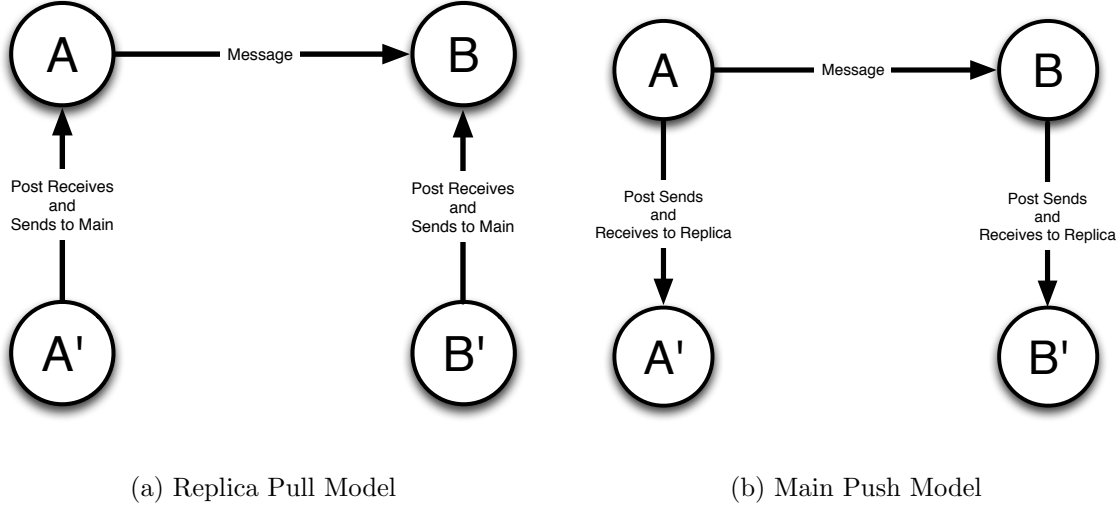 A
Message
B
Post Receives
and
Sends to Main
Post Receives
and
Sends to Main
A'
B'
(a) Replica Pull Model
A
Message
B
Post Sends
and
Receives to Replica
Post Sends
and
Receives to Replica
A'
B'
(b) Main Push Model